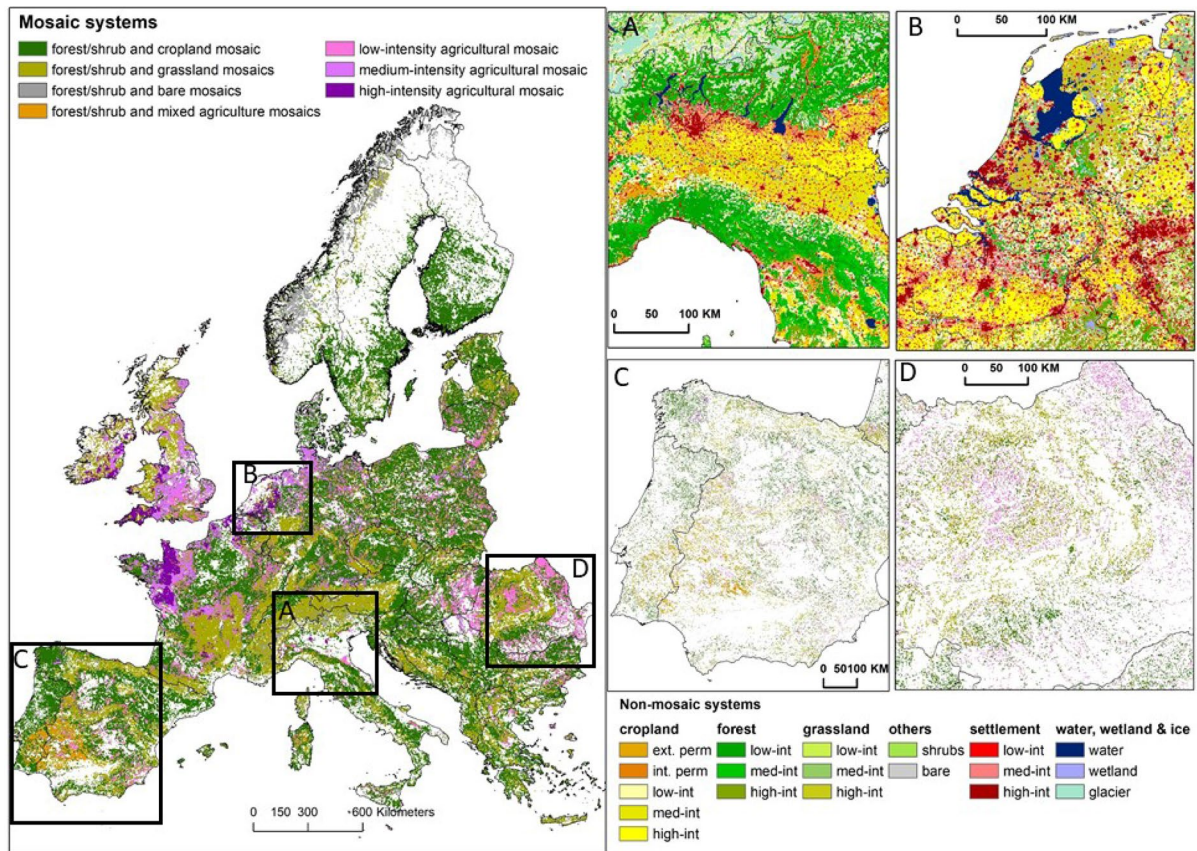 Mosaic systems
forest/shrub and cropland mosaic
forest/shrub and grassland mosaics
forest/shrub and bare mosaics
forest/shrub and mixed agriculture mosaics
low-intensity agricultural mosaic
medium-intensity agricultural mosaic
high-intensity agricultural mosaic
B
D
A
C
0 150 300 600 Kilometers
A
0 50 100 KM
B
0 50 100 KM
C
0 50100 KM
D
0 50 100 KM
Non-mosaic systems
cropland
ext. perm
int. perm
low-int
med-int
high-int
forest
low-int
med-int
high-int
grassland
low-int
med-int
high-int
others
shrubs
bare
settlement
low-int
med-int
high-int
water, wetland & ice
water
wetland
glacier